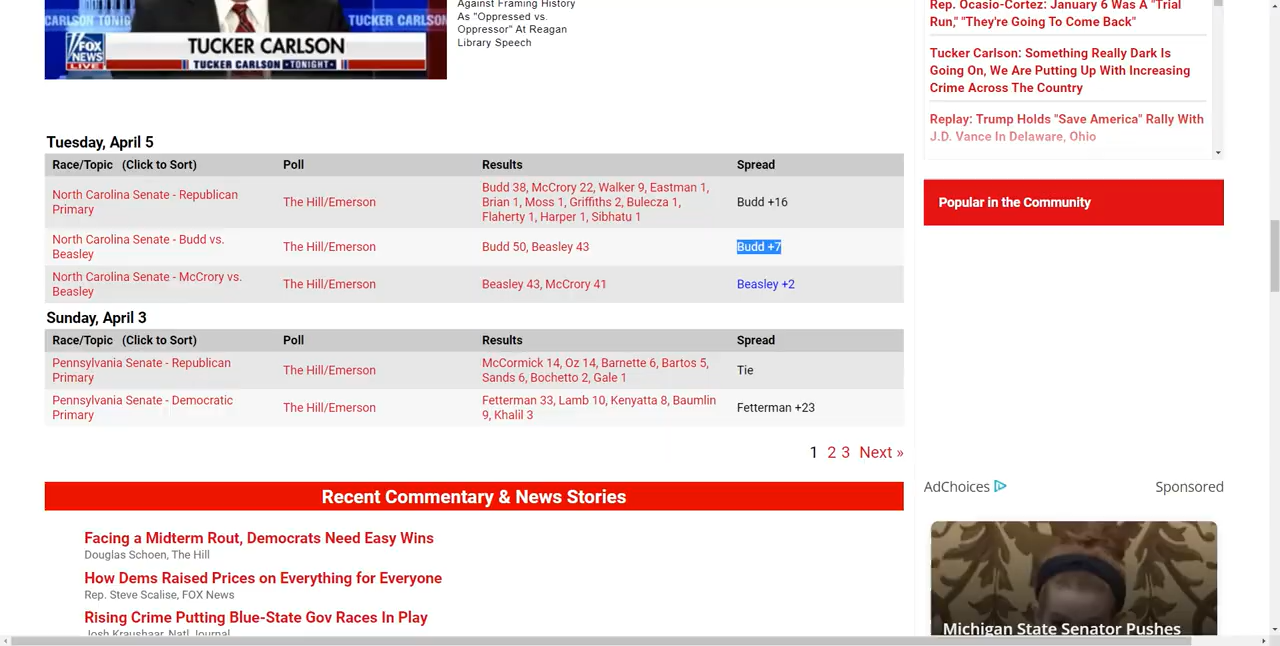 CARLSON TONIG
TUCKER CARLSON
FOX
NEWS
LIVE
TUCKER CARLSON
TUCKER CARLSON TONIGHT
Against Framing History
As "Oppressed vs.
Oppressor" At Reagan
Library Speech
Rep. Ocasio-Cortez: January 6 Was A "Trial
Run," "They're Going To Come Back"
Tucker Carlson: Something Really Dark Is
Going On, We Are Putting Up With Increasing
Crime Across The Country
Replay: Trump Holds "Save America" Rally With
J.D. Vance In Delaware, Ohio
Tuesday, April 5
Race/Topic (Click to Sort) Poll Results Spread
North Carolina Senate - Republican
Primary
The Hill/Emerson
Budd 38, McCrory 22, Walker 9, Eastman 1,
Brian 1, Moss 1, Griffiths 2, Bulecza 1,
Flaherty 1, Harper 1, Sibhatu 1
Budd +16
North Carolina Senate - Budd vs.
Beasley
The Hill/Emerson
Budd 50, Beasley 43
Budd +7
North Carolina Senate - McCrory vs.
Beasley
The Hill/Emerson
Beasley 43, McCrory 41
Beasley +2
Sunday, April 3
Race/Topic (Click to Sort) Poll Results Spread
Pennsylvania Senate - Republican
Primary
The Hill/Emerson
McCormick 14, Oz 14, Barnette 6, Bartos 5,
Sands 6, Bochetto 2, Gale 1
Tie
Pennsylvania Senate - Democratic
Primary
The Hill/Emerson
Fetterman 33, Lamb 10, Kenyatta 8, Baumlin
9, Khalil 3
Fetterman +23
1 2 3 Next »
Recent Commentary & News Stories
Facing a Midterm Rout, Democrats Need Easy Wins
Douglas Schoen, The Hill
How Dems Raised Prices on Everything for Everyone
Rep. Steve Scalise, FOX News
Rising Crime Putting Blue-State Gov Races In Play
Josh Kraushaar, Natl Journal
Popular in the Community
AdChoices Sponsored
Michigan State Senator Pushes